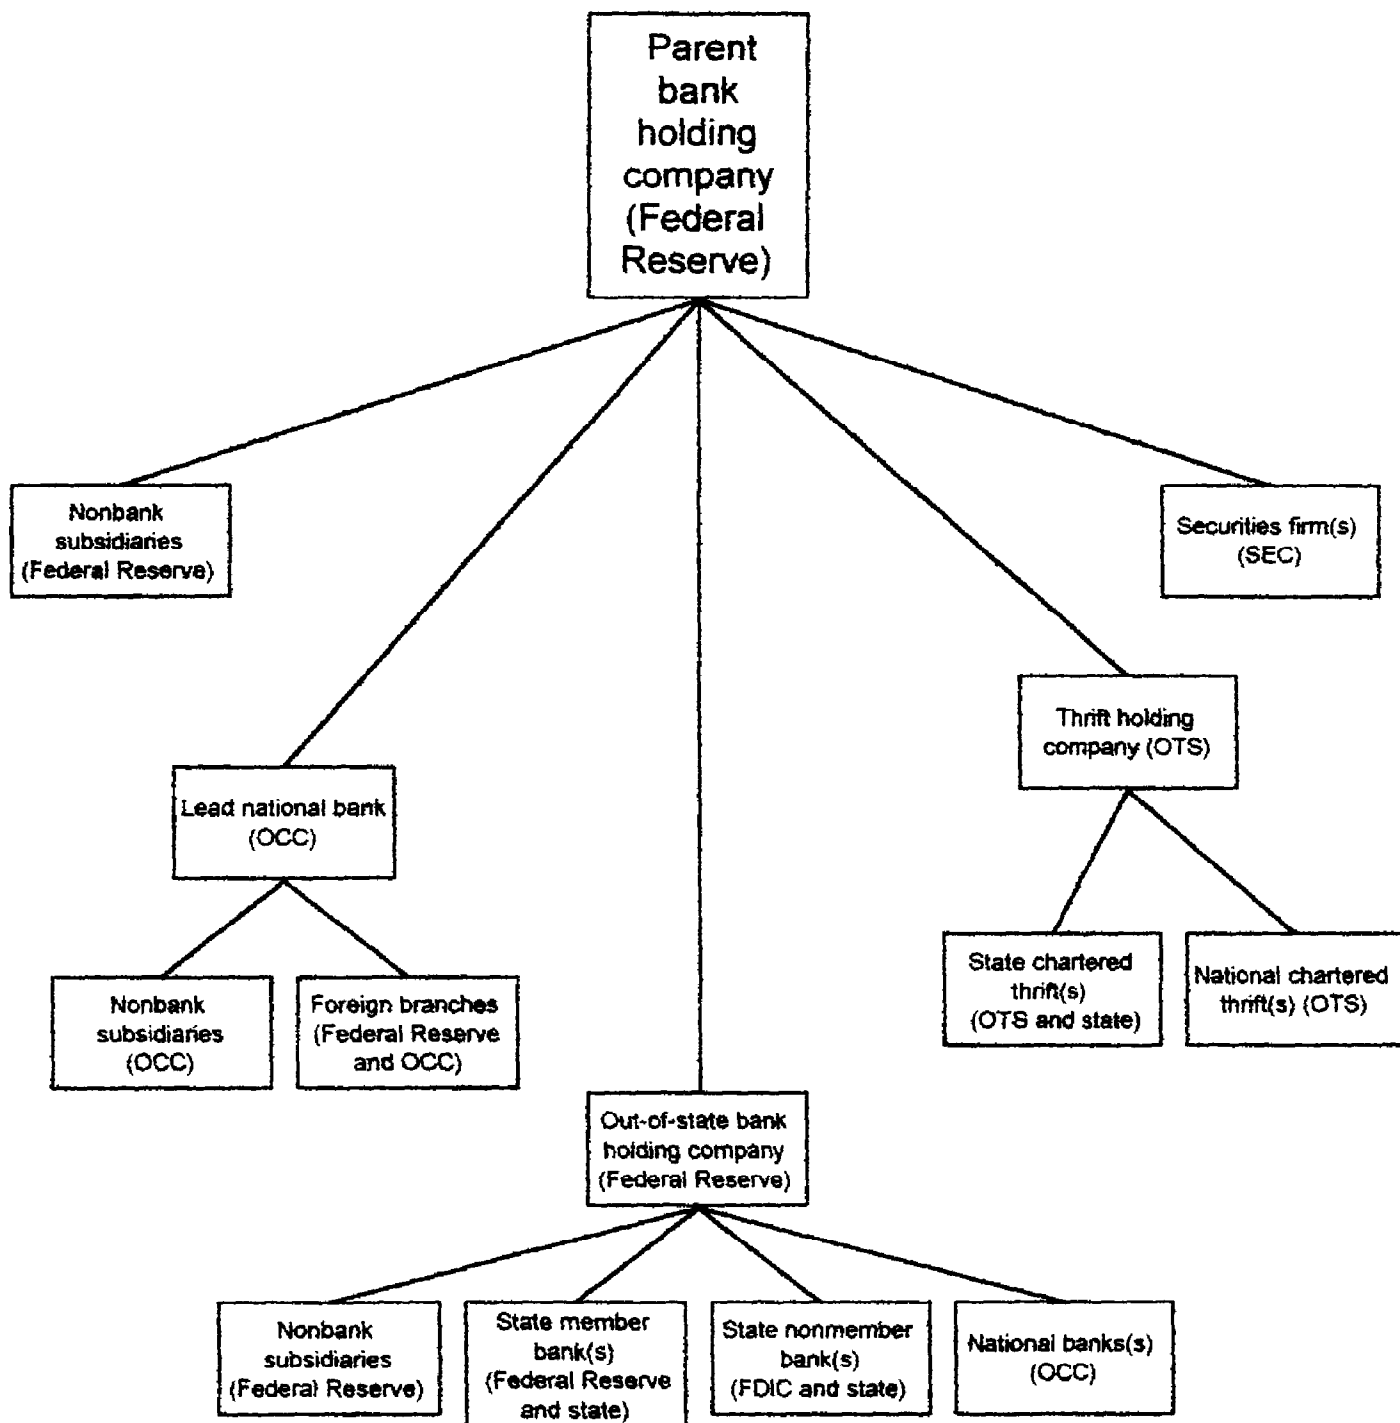 Parent
bank
holding
company
(Federal
Reserve)
Nonbank
subsidiaries
(Federal Reserve)
Securities firm(s)
(SEC)
Thrift holding
company (OTS)
Lead national bank
(OCC)
State chartered
thrift(s)
(OTS and state)
National chartered
thrift(s) (OTS)
Nonbank
subsidiaries
(OCC)
Foreign branches
(Federal Reserve
and OCC)
Out-of-state bank
holding company
(Federal Reserve)
Nonbank
subsidiaries
(Federal Reserve)
State member
bank(s)
(Federal Reserve
and state)
State nonmember
bank(s)
(FDIC and state)
National banks(s)
(OCC)